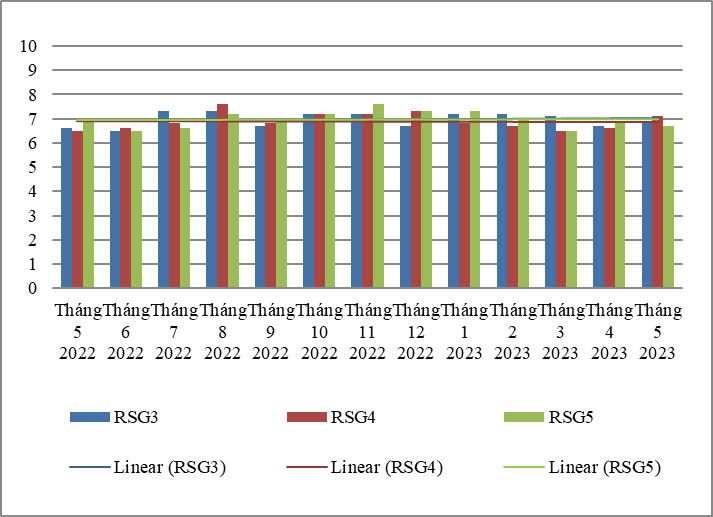 10
9
8
7
6
5
4
3
2
1
0
Tháng Tháng Tháng Tháng Tháng Tháng Tháng Tháng Tháng Tháng Tháng Tháng Tháng
5 6 7 8 9 10 11 12 1 2 3 4 5
2022 2022 2022 2022 2022 2022 2022 2022 2023 2023 2023 2023 2023
RSG3 RSG4 RSG5
Linear (RSG3) Linear (RSG4) Linear (RSG5)